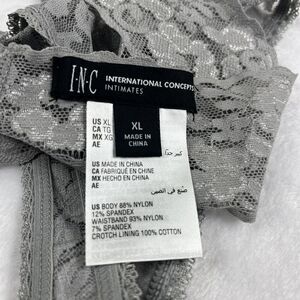 I·N·C INTERNATIONAL CONCEPTS
INTIMATES
XL
MADE IN
CHINA
US XL
CA TG
MX XG
AE
US MADE IN CHINA
CA FABRIQUÉ EN CHINE
MX HECHO EN CHINA
AE
صنع في الصين
US BODY 88% NYLON
12% SPANDEX
WAISTBAND 93% NYLON
7% SPANDEX
CROTCH LINING 100% COTTON